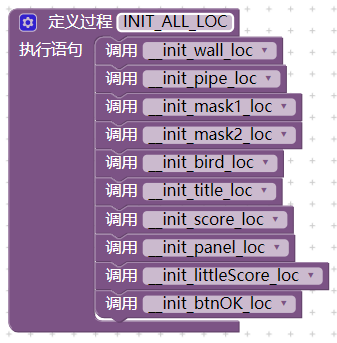 定义过程 INIT_ALL_LOC
执行语句 调用 __init_wall_loc
调用 __init_pipe_loc
调用 __init_mask1_loc
调用 __init_mask2_loc
调用 __init_bird_loc
调用 __init_title_loc
调用 __init_score_loc
调用 __init_panel_loc
调用 __init_littleScore_loc
调用 __init_btnOK_loc